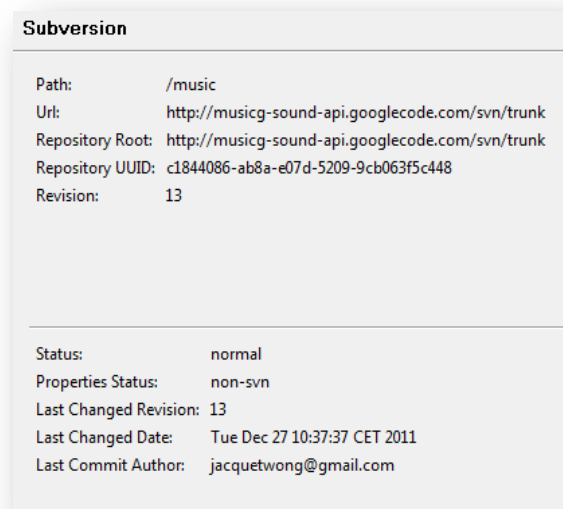 Subversion
Path: /music
Url: http://musicg-sound-api.googlecode.com/svn/trunk
Repository Root: http://musicg-sound-api.googlecode.com/svn/trunk
Repository UUID: c1844086-ab8a-e07d-5209-9cb063f5c448
Revision: 13
Status: normal
Properties Status: non-svn
Last Changed Revision: 13
Last Changed Date: Tue Dec 27 10:37:37 CET 2011
Last Commit Author: jacquetwong@gmail.com